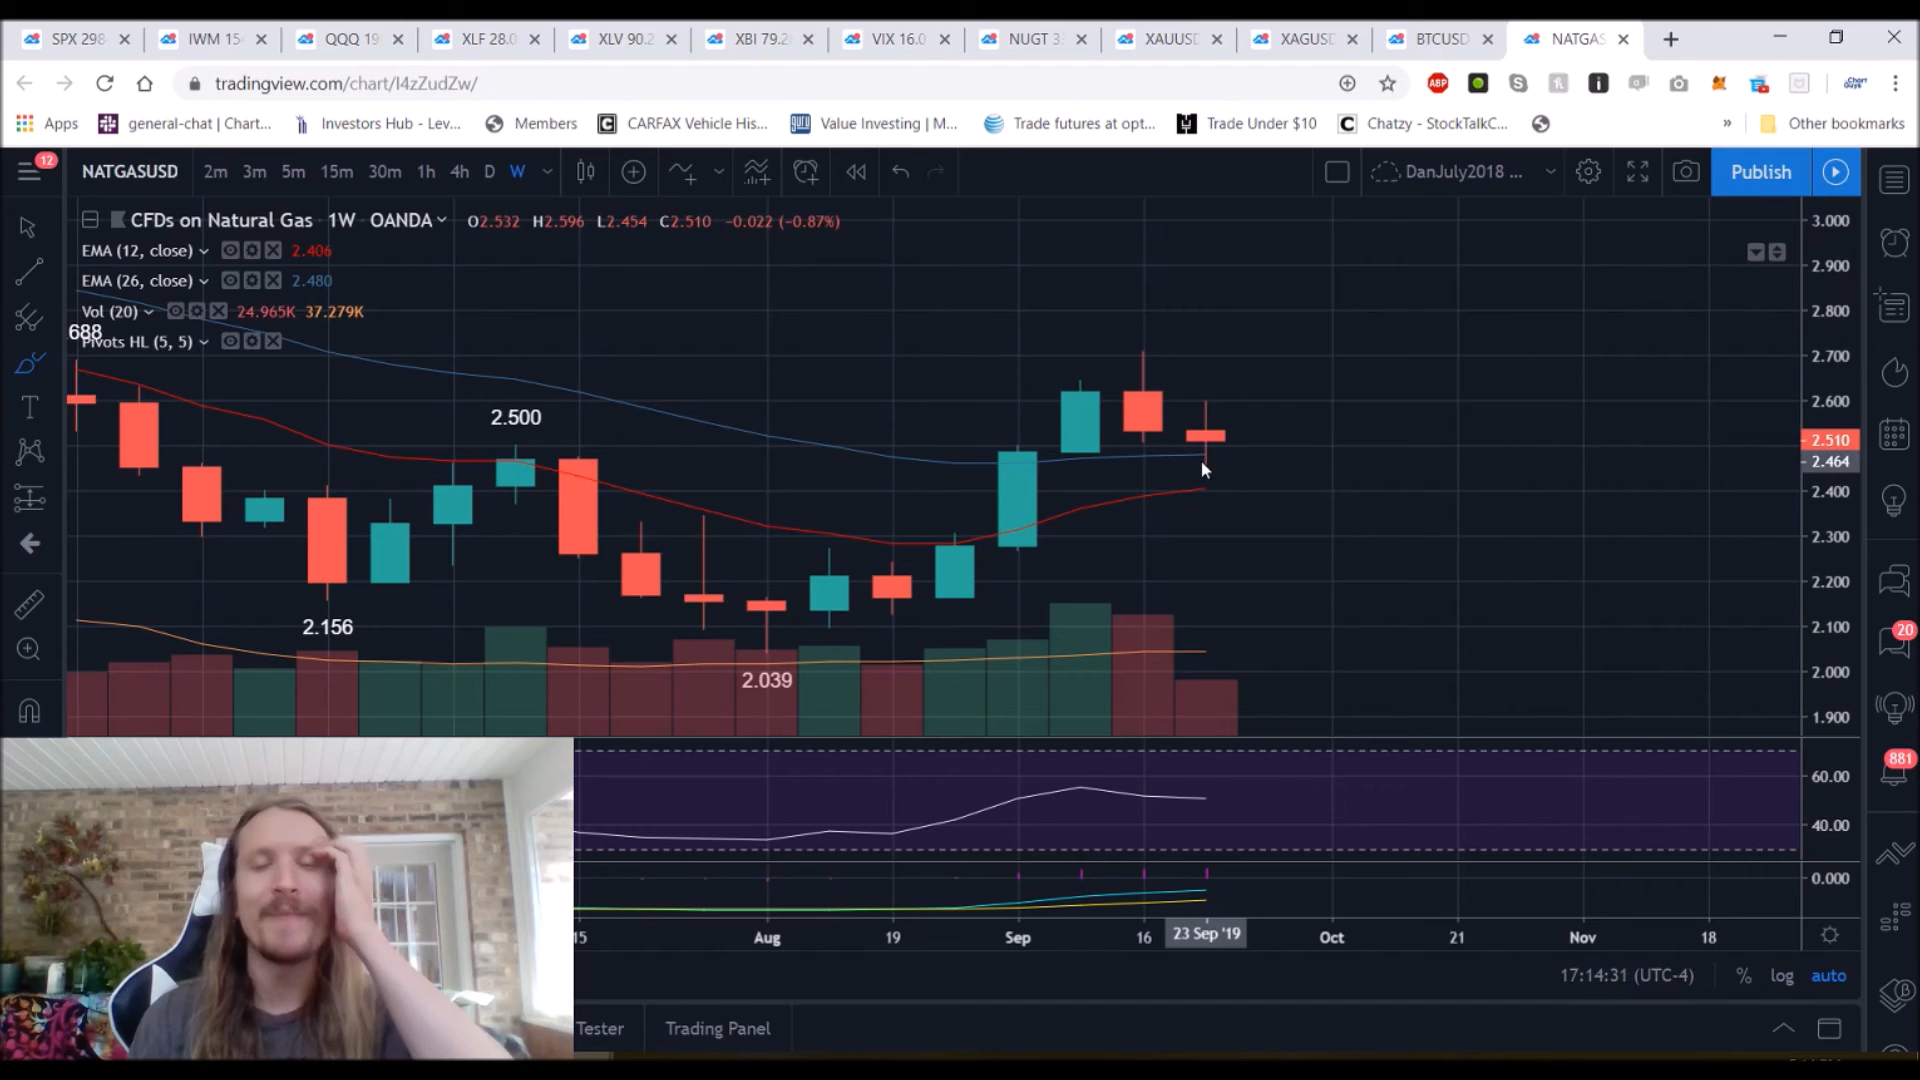 SPX 298 IWM 15 QQQ 19 XLF 28.0 XLV 90.2 XBI 79.2 VIX 16.0 NUGT 3 XAUUSD XAGUSD BTCUSD NATGAS
tradingview.com/chart/I4zZudZw/
ABP
Apps general-chat | Chart... Investors Hub - Lev... Members CARFAX Vehicle His... guru Value Investing | M... Trade futures at opt... Trade Under $10 Chatzy - StockTalkC... » Other bookmarks
12 NATGASUSD 2m 3m 5m 15m 30m 1h 4h D W DanJuly2018 ... Publish
CFDs on Natural Gas 1W OANDA O2.532 H2.596 L2.454 C2.510 −0.022 (−0.87%)
EMA (12, close) 2.406
EMA (26, close) 2.480
Vol (20) 24.965K 37.279K
688
Pivots HL (5, 5)
3.000
2.900
2.800
2.700
2.600
2.510
2.464
2.400
2.300
2.200
2.100
2.000
1.900
2.500
2.156
2.039
20
881
60.00
40.00
0.000
15 Aug 19 Sep 16 23 Sep '19 Oct 21 Nov 18
17:14:31 (UTC-4) % log auto
Tester Trading Panel